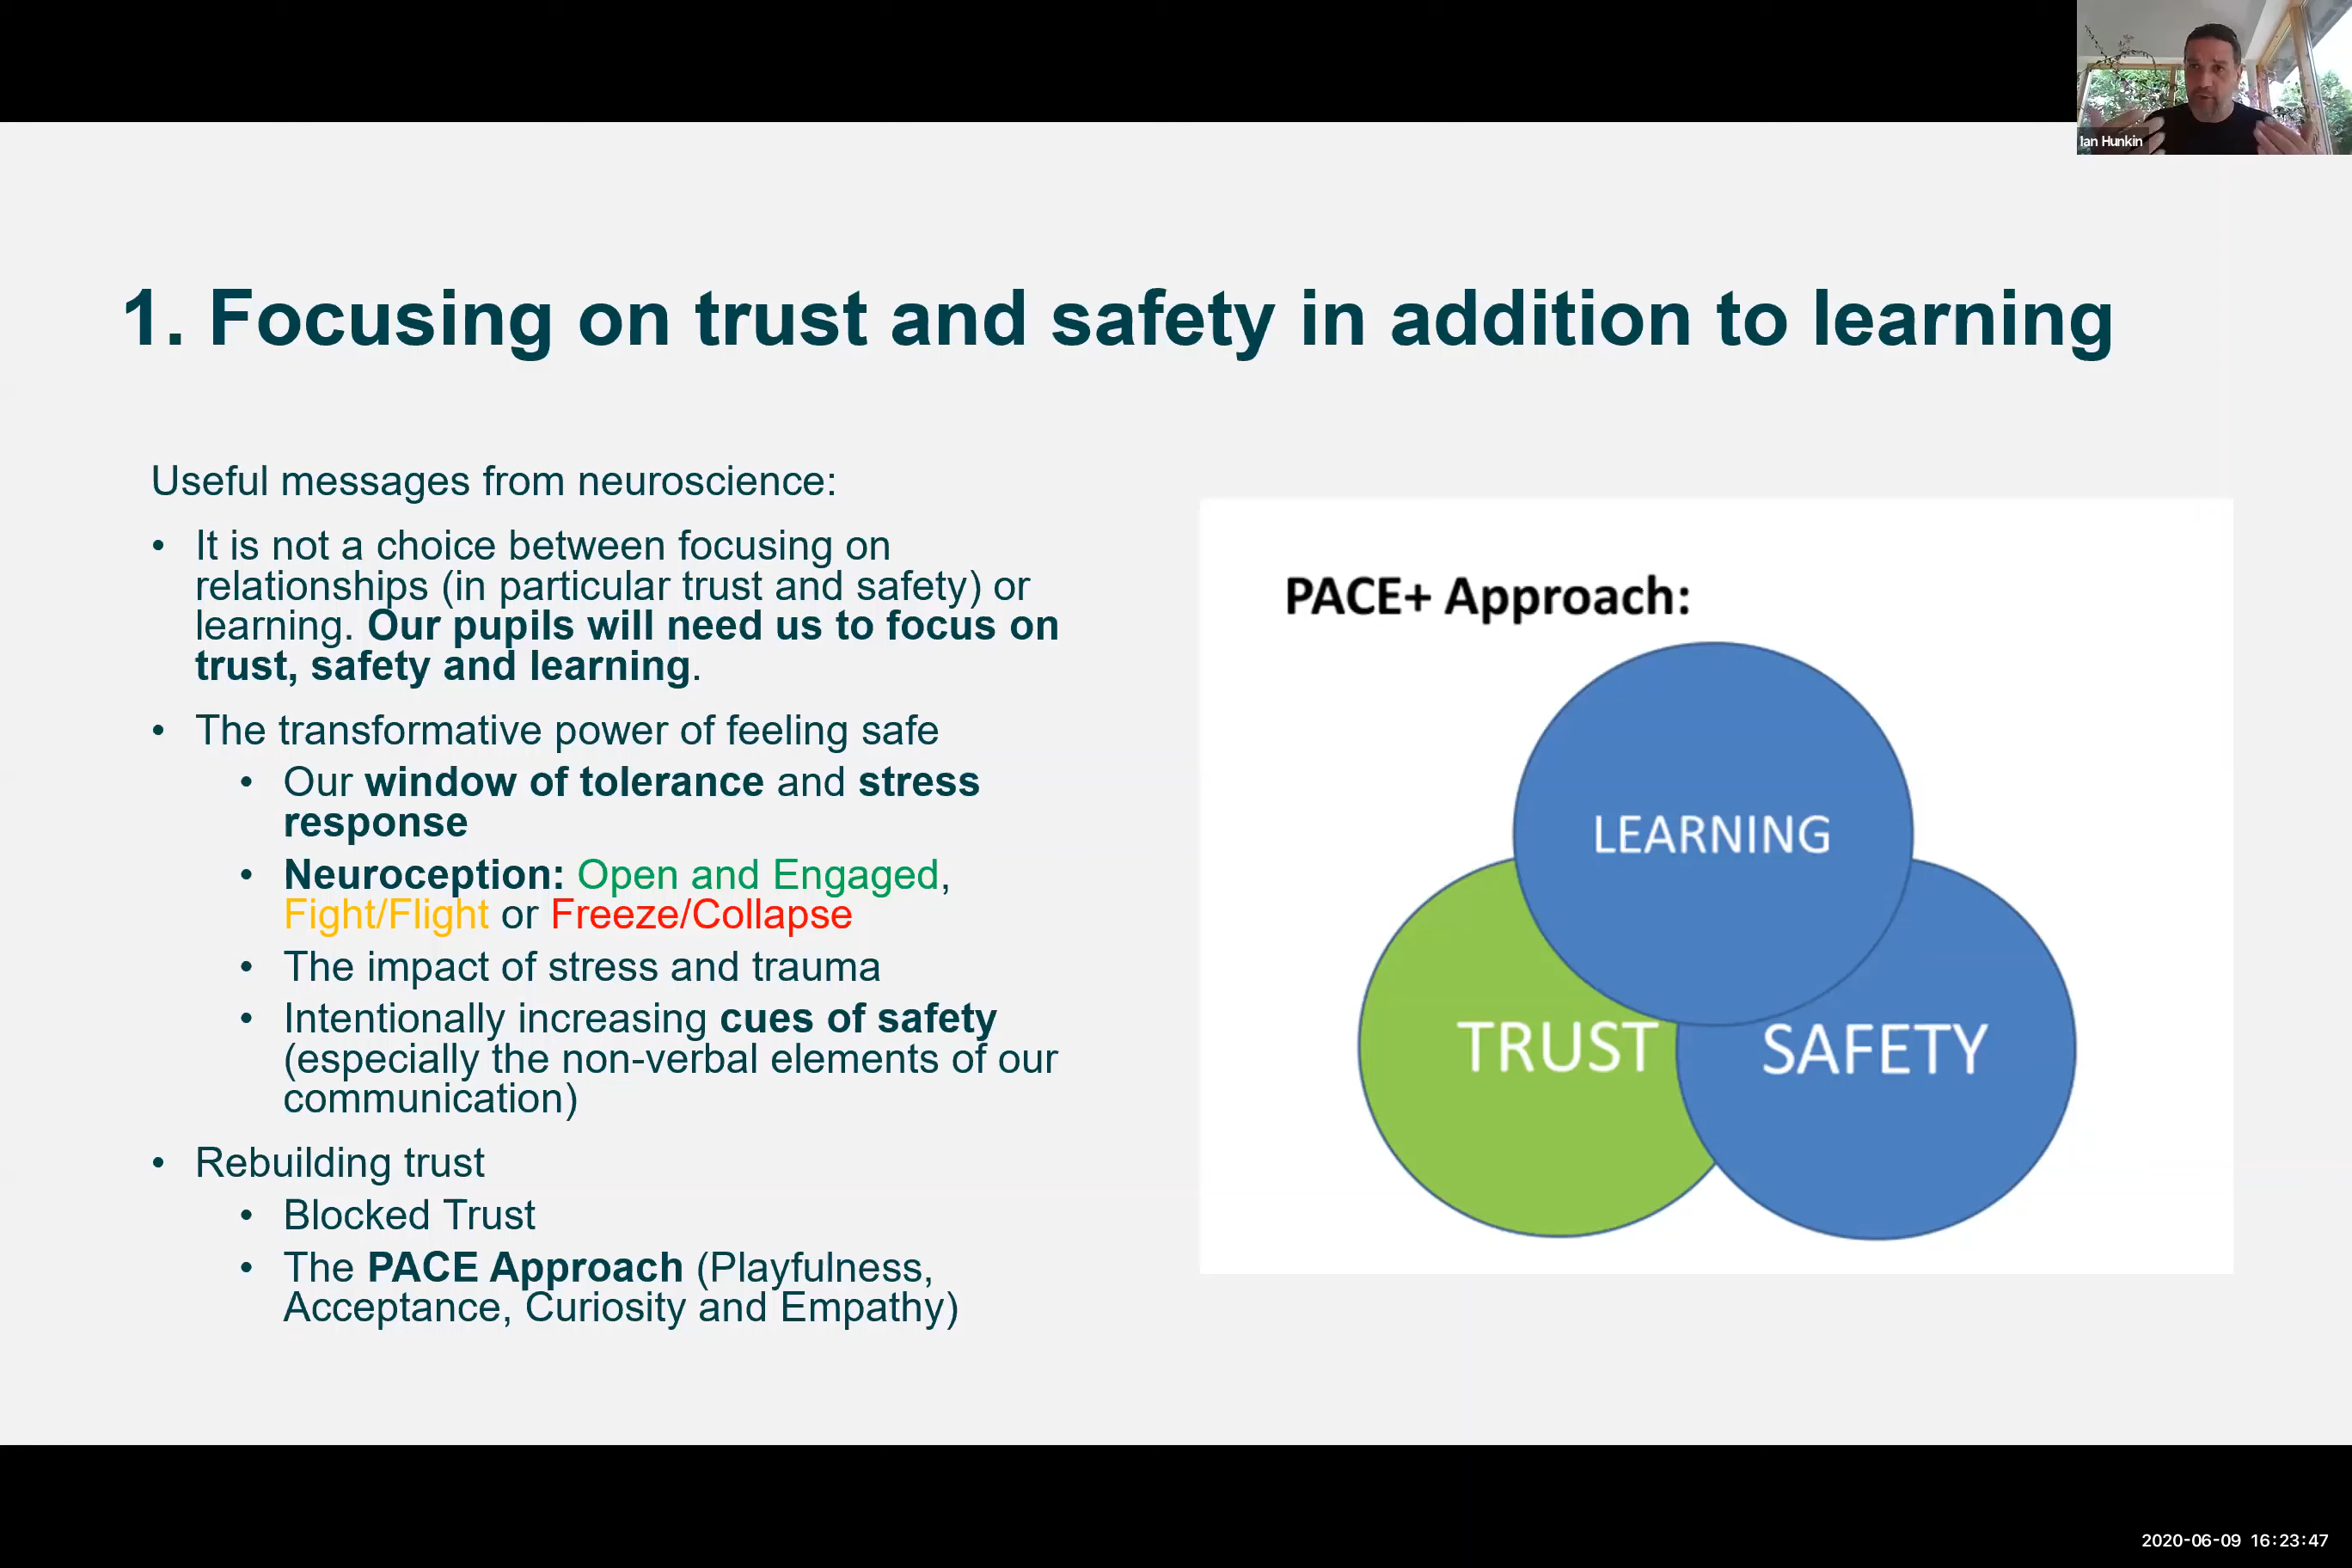 Ian Hunkin
1. Focusing on trust and safety in addition to learning
Useful messages from neuroscience:
• It is not a choice between focusing on
relationships (in particular trust and safety) or
learning. Our pupils will need us to focus on
trust, safety and learning.
• The transformative power of feeling safe
• Our window of tolerance and stress
response
• Neuroception: Open and Engaged,
Fight/Flight or Freeze/Collapse
• The impact of stress and trauma
• Intentionally increasing cues of safety
(especially the non-verbal elements of our
communication)
• Rebuilding trust
• Blocked Trust
• The PACE Approach (Playfulness,
Acceptance, Curiosity and Empathy)
PACE+ Approach:
LEARNING
TRUST
SAFETY
2020-06-09 16:23:47